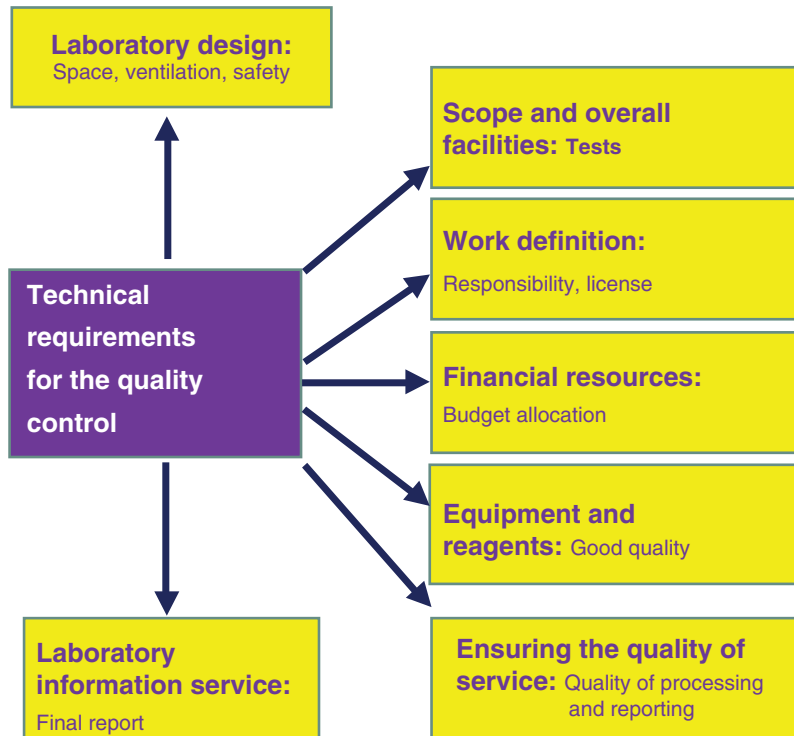 Laboratory design:
Space, ventilation, safety
Scope and overall
facilities: Tests
Work definition:
Responsibility, license
Technical
requirements
for the quality
control
Financial resources:
Budget allocation
Equipment and
reagents: Good quality
Laboratory
information service:
Final report
Ensuring the quality of
service: Quality of processing
and reporting